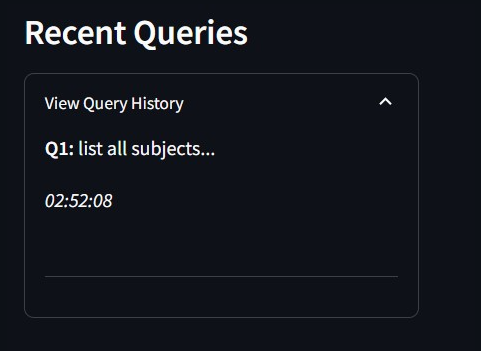 Recent Queries
View Query History
Q1: list all subjects...
02:52:08